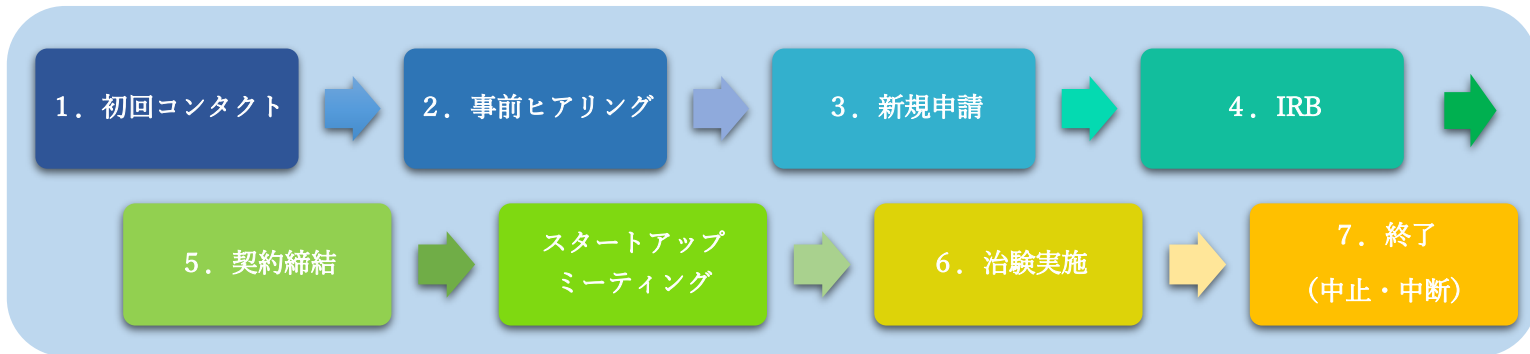 1．初回コンタクト
2．事前ヒアリング
3．新規申請
4．IRB
5．契約締結
スタートアップ
ミーティング
6．治験実施
7．終了
（中止・中断）